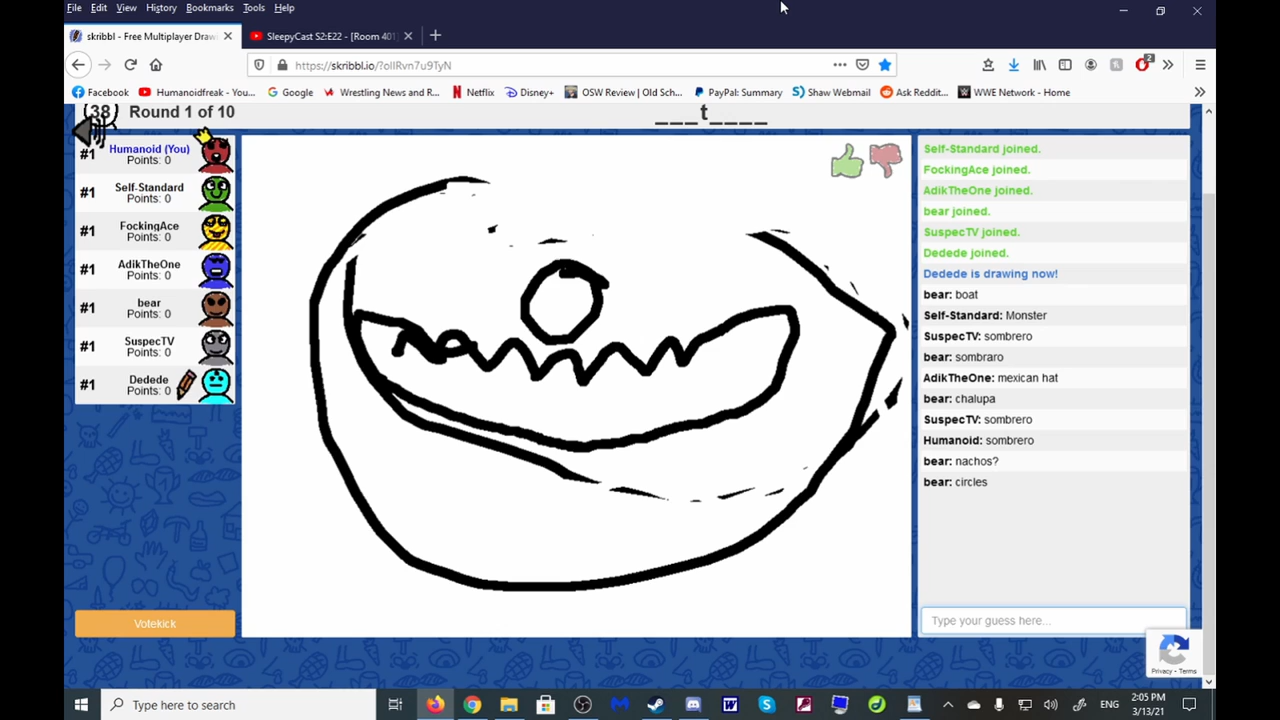 File Edit View History Bookmarks Tools Help
skribbl - Free Multiplayer Draw
SleepyCast S2:E22 - [Room 401]
https://skribbl.io/?olIRvn7u9TyN
Facebook Humanoidfreak - You... Google Wrestling News and R... Netflix Disney+ OSW Review | Old Sch... PayPal: Summary Shaw Webmail Ask Reddit... WWE Network - Home
38 Round 1 of 10 ___t____
#1 Humanoid (You)
Points: 0
#1 Self-Standard
Points: 0
#1 FockingAce
Points: 0
#1 AdikTheOne
Points: 0
#1 bear
Points: 0
#1 SuspecTV
Points: 0
#1 Dedede
Points: 0
Votekick
Self-Standard joined.
FockingAce joined.
AdikTheOne joined.
bear joined.
SuspecTV joined.
Dedede joined.
Dedede is drawing now!
bear: boat
Self-Standard: Monster
SuspecTV: sombrero
bear: sombraro
AdikTheOne: mexican hat
bear: chalupa
SuspecTV: sombrero
Humanoid: sombrero
bear: nachos?
bear: circles
Type your guess here...
Privacy - Terms
Type here to search
ENG
2:05 PM
3/13/21